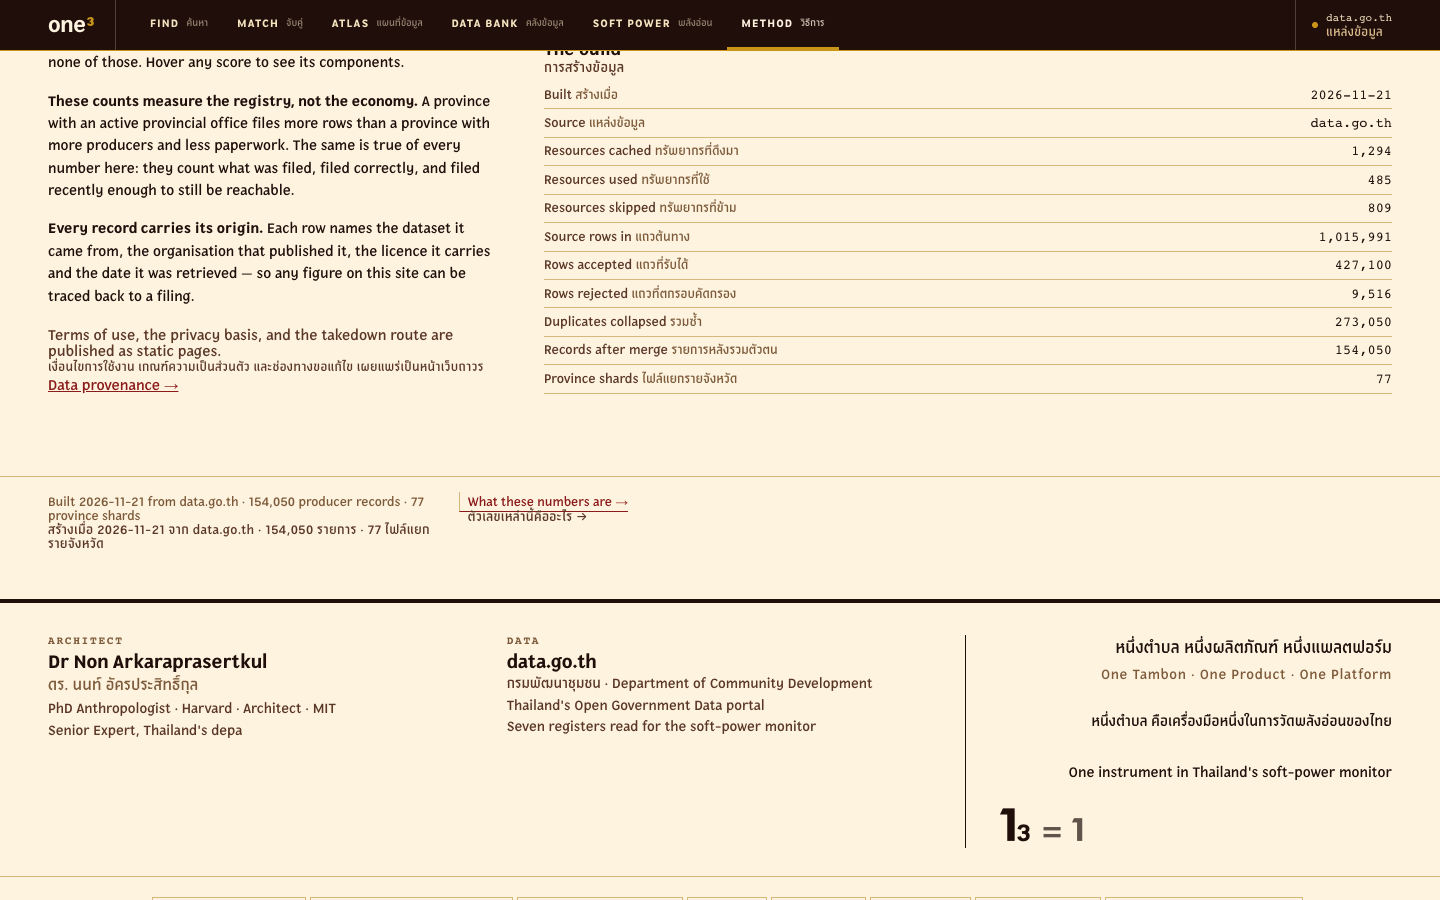 one³
FIND ค้นหา
MATCH จับคู่
ATLAS แผนที่ข้อมูล
DATA BANK คลังข้อมูล
SOFT POWER พลังอ่อน
METHOD วิธีการ
data.go.th
แหล่งข้อมูล
none of those. Hover any score to see its components.
These counts measure the registry, not the economy. A province
with an active provincial office files more rows than a province with
more producers and less paperwork. The same is true of every
number here: they count what was filed, filed correctly, and filed
recently enough to still be reachable.
Every record carries its origin. Each row names the dataset it
came from, the organisation that published it, the licence it carries
and the date it was retrieved — so any figure on this site can be
traced back to a filing.
Terms of use, the privacy basis, and the takedown route are
published as static pages.
เงื่อนไขการใช้งาน เกณฑ์ความเป็นส่วนตัว และช่องทางขอแก้ไข เผยแพร่เป็นหน้าเว็บถาวร
Data provenance →
การสร้างข้อมูล
Built สร้างเมื่อ 2026-11-21
Source แหล่งข้อมูล data.go.th
Resources cached ทรัพยากรที่ดึงมา 1,294
Resources used ทรัพยากรที่ใช้ 485
Resources skipped ทรัพยากรที่ข้าม 809
Source rows in แถวต้นทาง 1,015,991
Rows accepted แถวที่รับได้ 427,100
Rows rejected แถวที่ตกรอบคัดกรอง 9,516
Duplicates collapsed รวมซ้ำ 273,050
Records after merge รายการหลังรวมตัวตน 154,050
Province shards ไฟล์แยกรายจังหวัด 77
Built 2026-11-21 from data.go.th · 154,050 producer records · 77
province shards
สร้างเมื่อ 2026-11-21 จาก data.go.th · 154,050 รายการ · 77 ไฟล์แยก
รายจังหวัด
What these numbers are →
ตัวเลขเหล่านี้คืออะไร →
ARCHITECT
Dr Non Arkaraprasertkul
ดร. นนท์ อัครประสิทธิ์กุล
PhD Anthropologist · Harvard · Architect · MIT
Senior Expert, Thailand's depa
DATA
data.go.th
กรมพัฒนาชุมชน · Department of Community Development
Thailand's Open Government Data portal
Seven registers read for the soft-power monitor
หนึ่งตำบล หนึ่งผลิตภัณฑ์ หนึ่งแพลตฟอร์ม
One Tambon · One Product · One Platform
หนึ่งตำบล คือเครื่องมือหนึ่งในการวัดพลังอ่อนของไทย
One instrument in Thailand's soft-power monitor
1₃ = 1